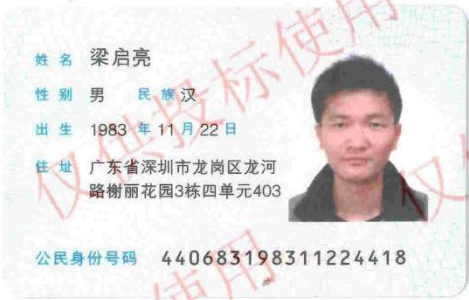 姓名 梁启亮
性别 男 民族 汉
出生 1983 年 11 月 22 日
住址 广东省深圳市龙岗区龙河
路榭丽花园3栋四单元403
公民身份号码 440683198311224418
仅供投标使用